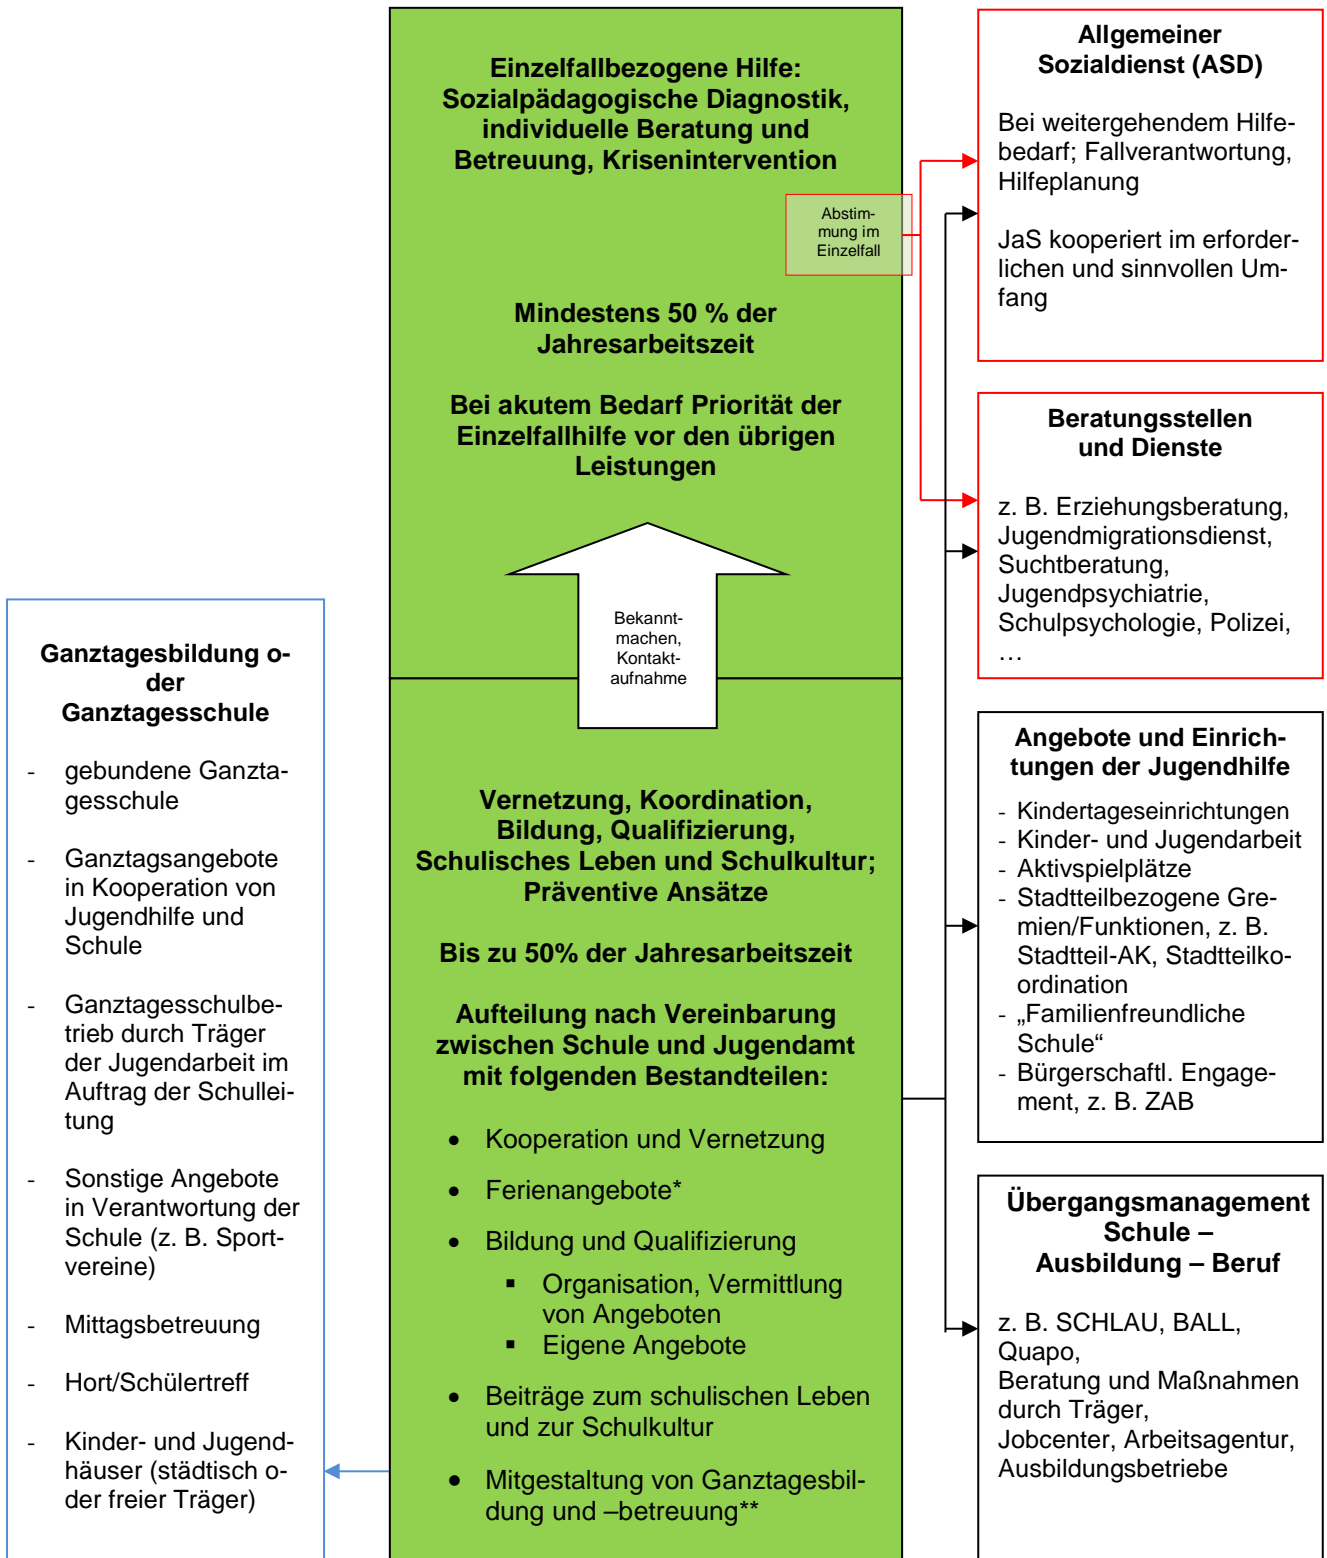 Einzelfallbezogene Hilfe:
Sozialpädagogische Diagnostik,
individuelle Beratung und
Betreuung, Krisenintervention
Abstim-
mung im
Einzelfall
Mindestens 50 % der
Jahresarbeitszeit
Bei akutem Bedarf Priorität der
Einzelfallhilfe vor den übrigen
Leistungen
Bekannt-
machen,
Kontakt-
aufnahme
Vernetzung, Koordination,
Bildung, Qualifizierung,
Schulisches Leben und Schulkultur;
Präventive Ansätze
Bis zu 50% der Jahresarbeitszeit
Aufteilung nach Vereinbarung
zwischen Schule und Jugendamt
mit folgenden Bestandteilen:
• Kooperation und Vernetzung
• Ferienangebote*
• Bildung und Qualifizierung
▪ Organisation, Vermittlung
von Angeboten
▪ Eigene Angebote
• Beiträge zum schulischen Leben
und zur Schulkultur
• Mitgestaltung von Ganztagesbil-
dung und –betreuung**
Ganztagesbildung o-
der
Ganztagesschule
- gebundene Ganzta-
gesschule
- Ganztagsangebote
in Kooperation von
Jugendhilfe und
Schule
- Ganztagesschulbe-
trieb durch Träger
der Jugendarbeit im
Auftrag der Schullei-
tung
- Sonstige Angebote
in Verantwortung der
Schule (z. B. Sport-
vereine)
- Mittagsbetreuung
- Hort/Schülertreff
- Kinder- und Jugend-
häuser (städtisch o-
der freier Träger)
Allgemeiner
Sozialdienst (ASD)
Bei weitergehendem Hilfe-
bedarf; Fallverantwortung,
Hilfeplanung
JaS kooperiert im erforder-
lichen und sinnvollen Um-
fang
Beratungsstellen
und Dienste
z. B. Erziehungsberatung,
Jugendmigrationsdienst,
Suchtberatung,
Jugendpsychiatrie,
Schulpsychologie, Polizei,
…
Angebote und Einrich-
tungen der Jugendhilfe
- Kindertageseinrichtungen
- Kinder- und Jugendarbeit
- Aktivspielplätze
- Stadtteilbezogene Gre-
mien/Funktionen, z. B.
Stadtteil-AK, Stadtteilko-
ordination
- „Familienfreundliche
Schule“
- Bürgerschaftl. Engage-
ment, z. B. ZAB
Übergangsmanagement
Schule –
Ausbildung – Beruf
z. B. SCHLAU, BALL,
Quapo,
Beratung und Maßnahmen
durch Träger,
Jobcenter, Arbeitsagentur,
Ausbildungsbetriebe